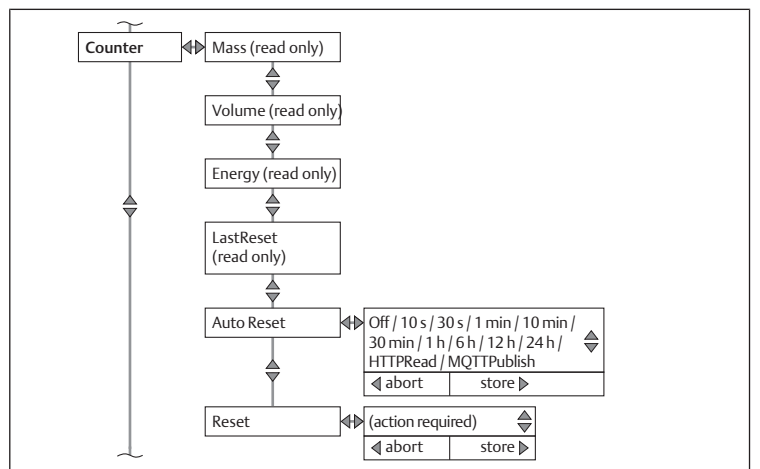 Counter
Mass (read only)
Volume (read only)
Energy (read only)
LastReset
(read only)
Auto Reset
Off / 10 s / 30 s / 1 min / 10 min /
30 min / 1 h / 6 h / 12 h / 24 h /
HTTPRead / MQTTPublish
abort
store
Reset
(action required)
abort
store